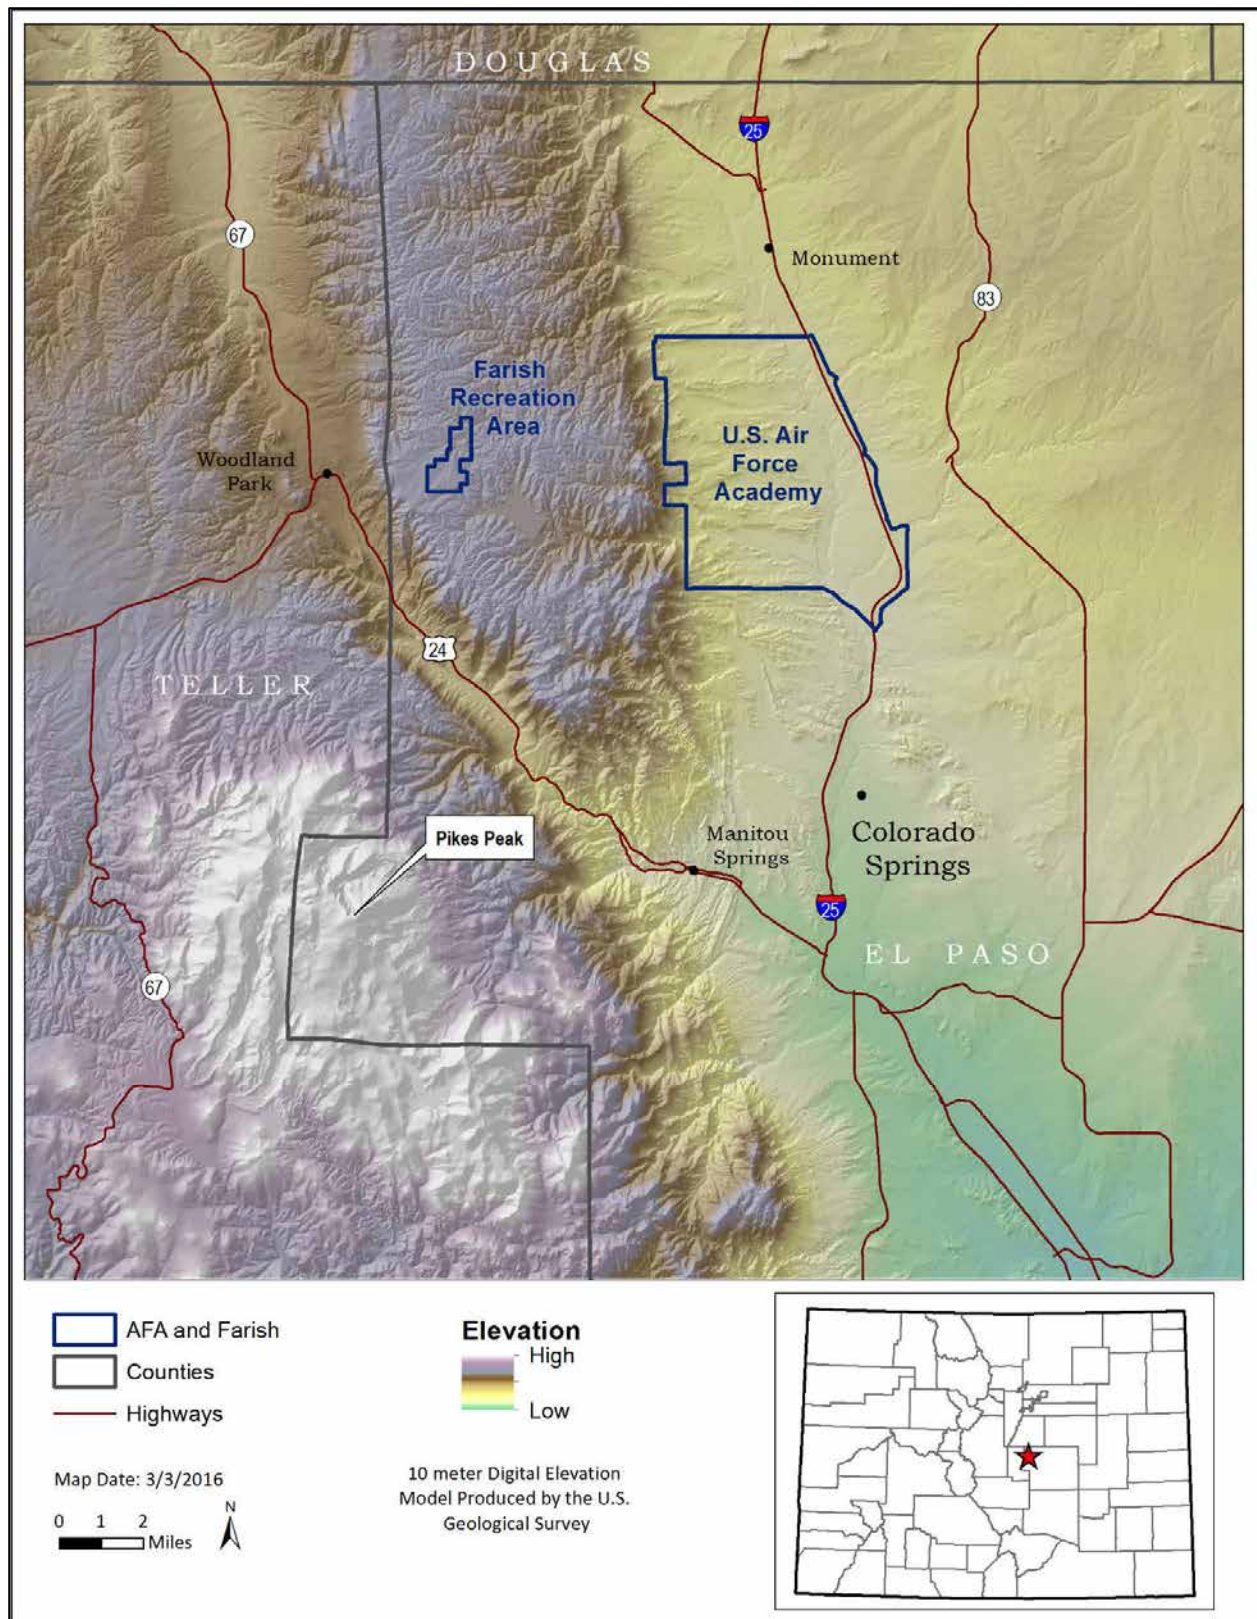 DOUGLAS
25
67
Monument
83
Farish
Recreation
Area
U.S. Air
Force
Academy
Woodland
Park
24
TELLER
Pikes Peak
Manitou
Springs
Colorado
Springs
25
EL PASO
67
AFA and Farish
Counties
Highways
Elevation
High
Low
Map Date: 3/3/2016
0 1 2
Miles
N
10 meter Digital Elevation
Model Produced by the U.S.
Geological Survey